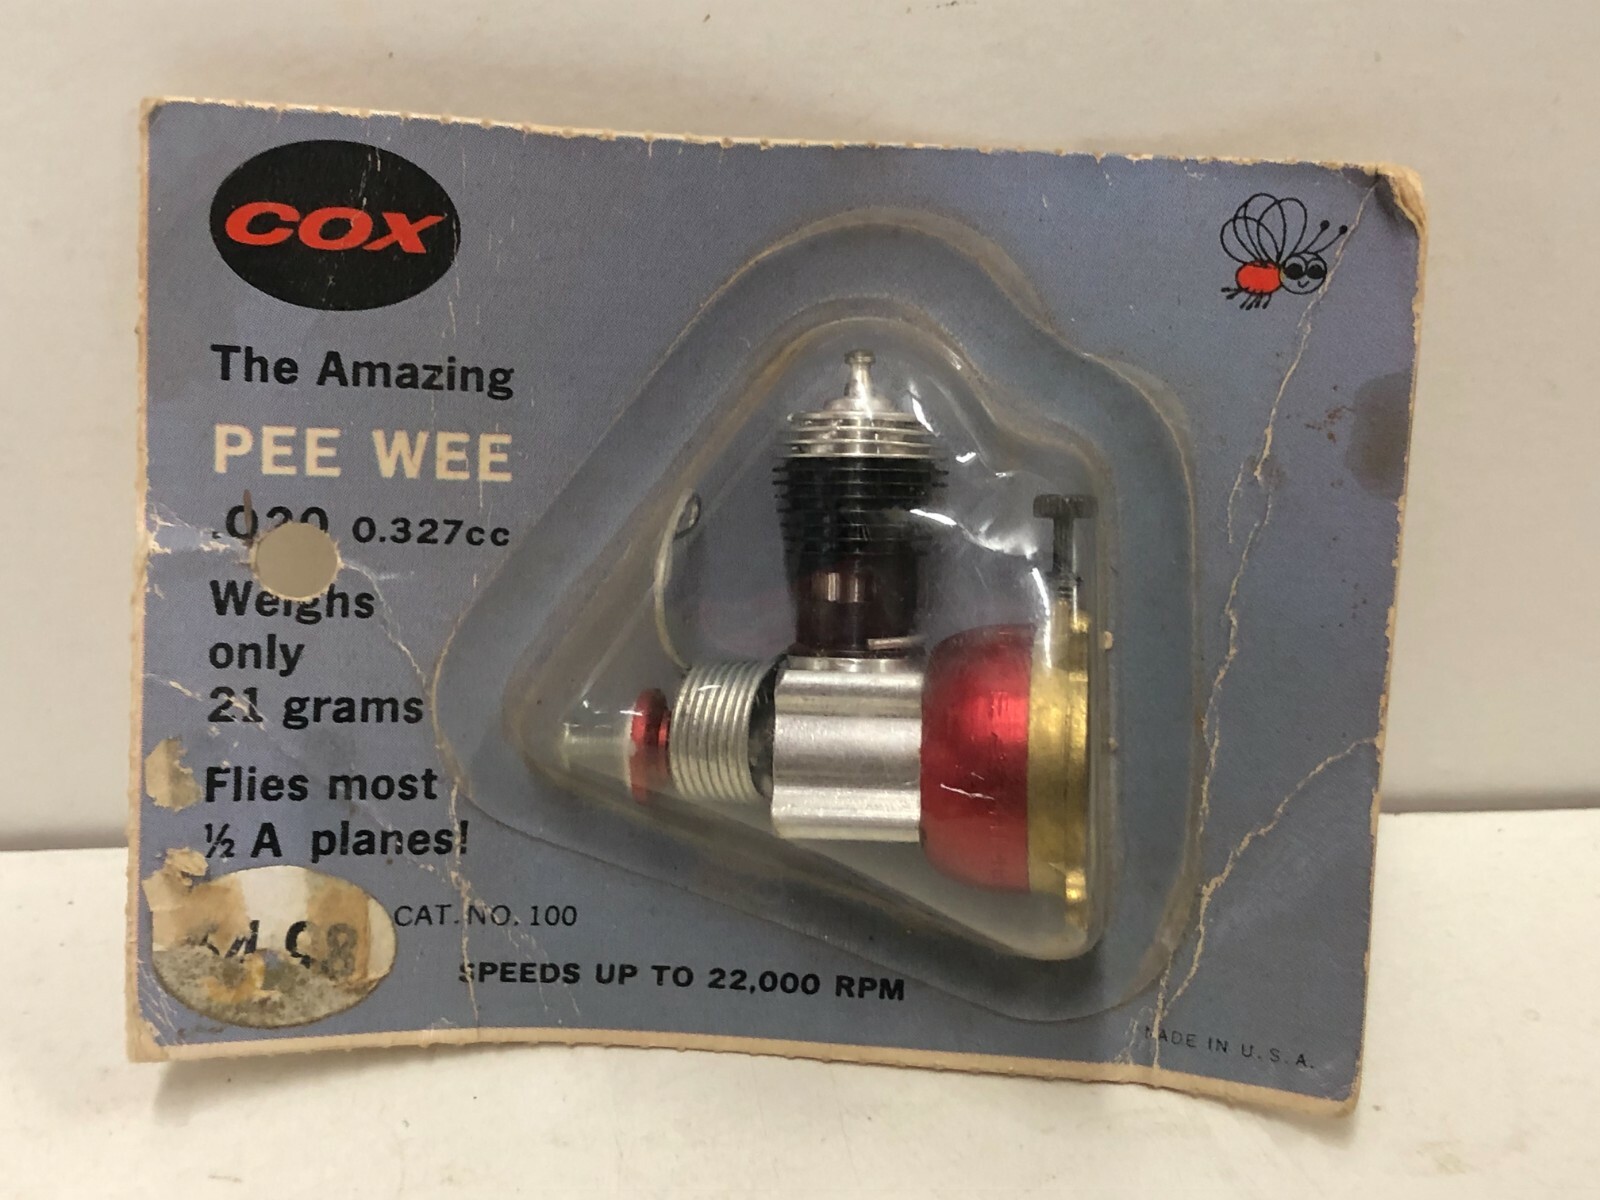 COX
The Amazing
PEE WEE
.020 0.327cc
Weighs
only
21 grams
Flies most
½ A planes!
CAT. NO. 100
SPEEDS UP TO 22,000 RPM
MADE IN U.S.A.